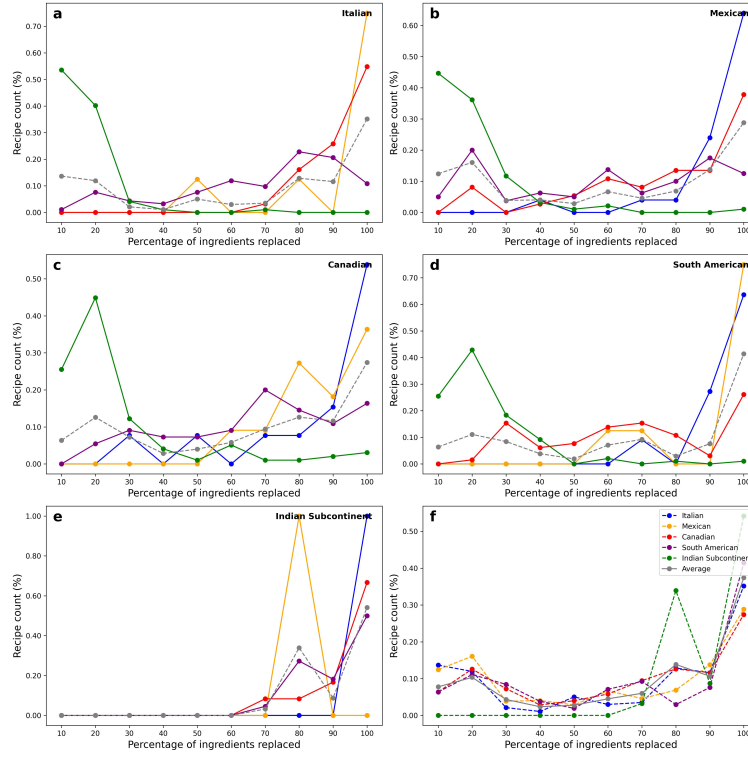 a Italian
Recipe count (%)
0.70
0.60
0.50
0.40
0.30
0.20
0.10
0.00
10 20 30 40 50 60 70 80 90 100
Percentage of ingredients replaced
b Mexican
Recipe count (%)
0.60
0.50
0.40
0.30
0.20
0.10
0.00
10 20 30 40 50 60 70 80 90 100
Percentage of ingredients replaced
c Canadian
Recipe count (%)
0.50
0.40
0.30
0.20
0.10
0.00
10 20 30 40 50 60 70 80 90 100
Percentage of ingredients replaced
d South American
Recipe count (%)
0.70
0.60
0.50
0.40
0.30
0.20
0.10
0.00
10 20 30 40 50 60 70 80 90 100
Percentage of ingredients replaced
e Indian Subcontinent
Recipe count (%)
1.00
0.80
0.60
0.40
0.20
0.00
10 20 30 40 50 60 70 80 90 100
Percentage of ingredients replaced
f
Italian
Mexican
Canadian
South American
Indian Subcontinent
Average
Recipe count (%)
0.50
0.40
0.30
0.20
0.10
0.00
10 20 30 40 50 60 70 80 90 100
Percentage of ingredients replaced